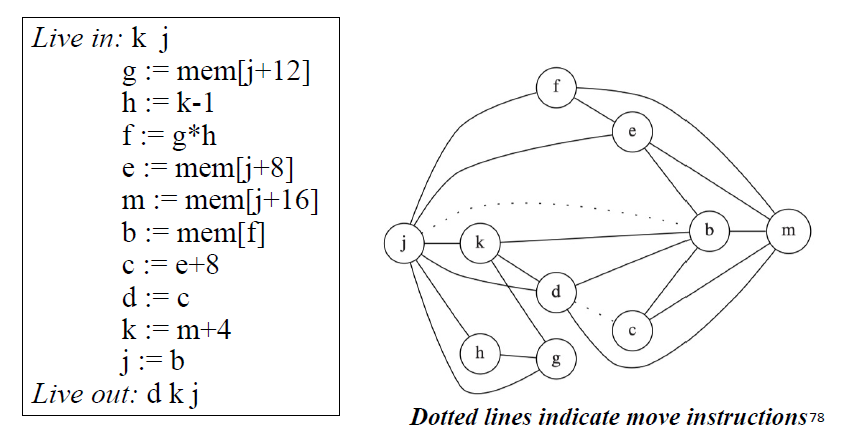 Live in: k j
g := mem[j+12]
h := k-1
f := g*h
e := mem[j+8]
m := mem[j+16]
b := mem[f]
c := e+8
d := c
k := m+4
j := b
Live out: d k j
f
e
j
k
b
m
d
c
h
g
Dotted lines indicate move instructions 78